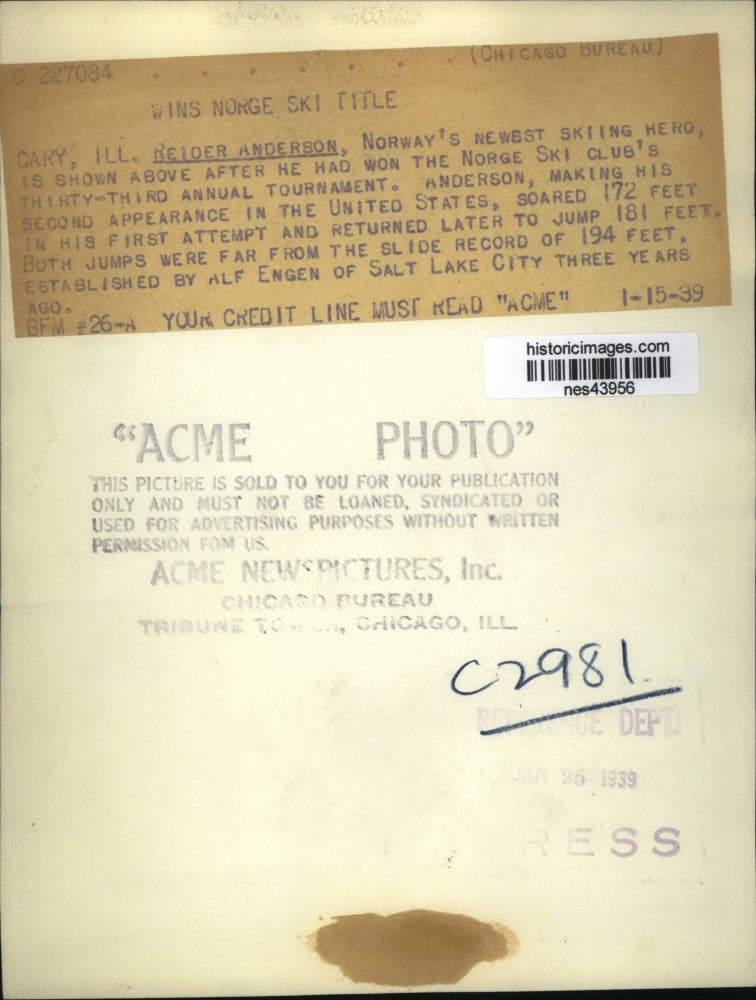 C 227084 (CHICAGO BUREAU)
WINS NORGE SKI TITLE
CARY, ILL. REIDER ANDERSON, NORWAY'S NEWEST SKIING HERO,
IS SHOWN ABOVE AFTER HE HAD WON THE NORGE SKI CLUB'S
THIRTY-THIRD ANNUAL TOURNAMENT. ANDERSON, MAKING HIS
SECOND APPEARANCE IN THE UNITED STATES, SOARED 172 FEET
IN HIS FIRST ATTEMPT AND RETURNED LATER TO JUMP 181 FEET.
BOTH JUMPS WERE FAR FROM THE SLIDE RECORD OF 194 FEET,
ESTABLISHED BY ALF ENGEN OF SALT LAKE CITY THREE YEARS
AGO.
BFM #26-A YOUR CREDIT LINE MUST READ "ACME" 1-15-39
historicimages.com
nes43956
"ACME PHOTO"
THIS PICTURE IS SOLD TO YOU FOR YOUR PUBLICATION
ONLY AND MUST NOT BE LOANED, SYNDICATED OR
USED FOR ADVERTISING PURPOSES WITHOUT WRITTEN
PERMISSION FOM US.
ACME NEWSPICTURES, Inc.
CHICAGO BUREAU
TRIBUNE TOWER, CHICAGO, ILL.
C2981
REFERENCE DEPT.
JAN 25 1939
RESS